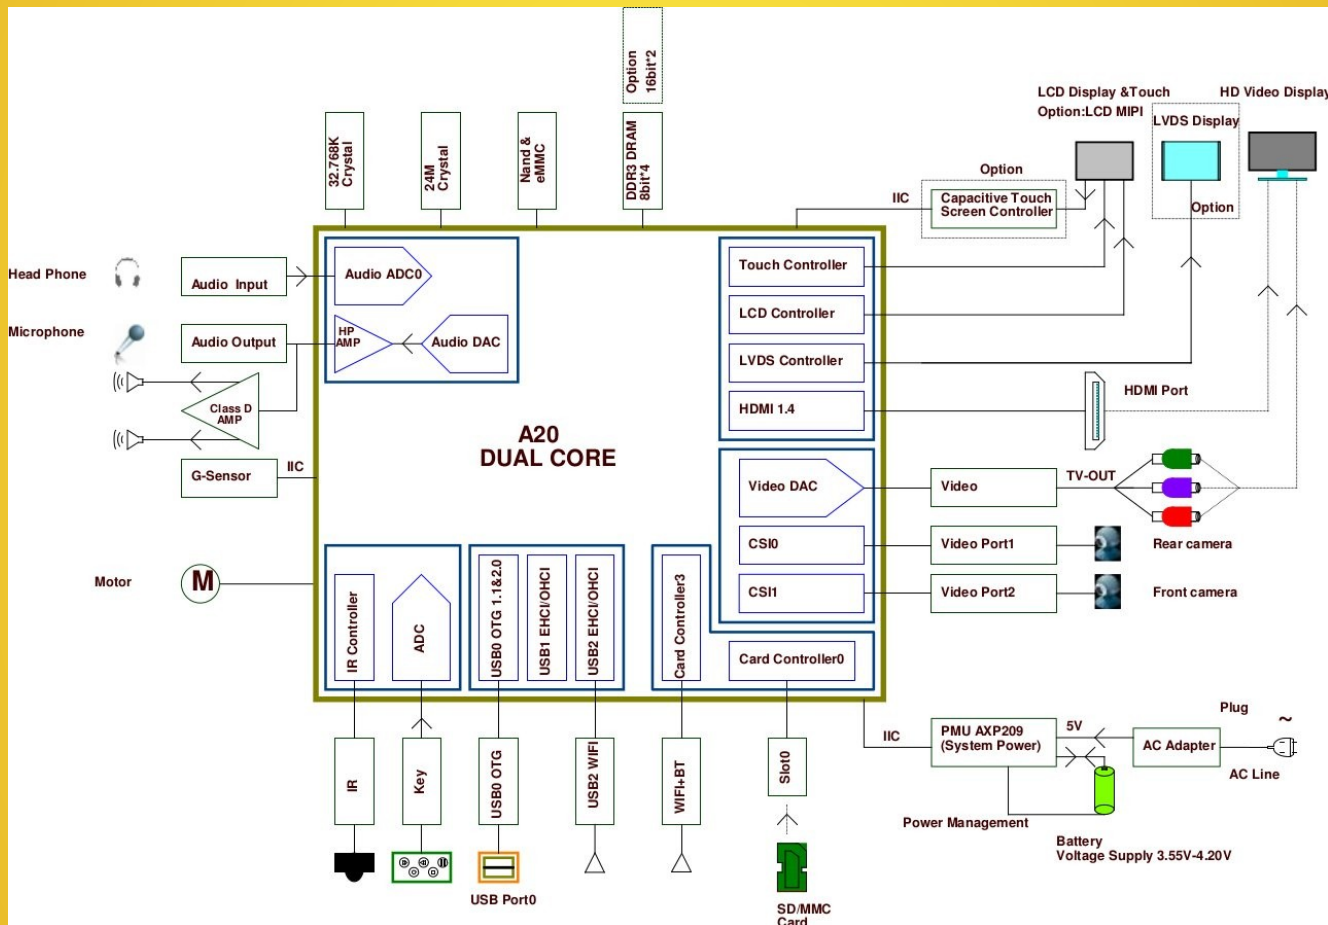 Option
16bit*2
32.768K
Crystal
24M
Crystal
Nand &
eMMC
DDR3 DRAM
8bit*4
LCD Display &Touch
Option:LCD MIPI
HD Video Display
LVDS Display
Option
Option
IIC
Capacitive Touch
Screen Controller
Head Phone
Audio Input
Audio ADC0
Touch Controller
LCD Controller
Microphone
Audio Output
HP
AMP
Audio DAC
LVDS Controller
HDMI 1.4
HDMI Port
Class D
AMP
A20
DUAL CORE
G-Sensor
IIC
Video DAC
Video
TV-OUT
CSI0
Video Port1
Rear camera
Motor
M
CSI1
Video Port2
Front camera
IR Controller
ADC
USB0 OTG 1.1&2.0
USB1 EHCI/OHCI
USB2 EHCI/OHCI
Card Controller3
Card Controller0
IR
Key
USB0 OTG
USB2 WIFI
WIFI+BT
Slot0
IIC
PMU AXP209
(System Power)
5V
AC Adapter
Plug
~
AC Line
Power Management
Battery
Voltage Supply 3.55V-4.20V
USB Port0
SD/MMC
Card